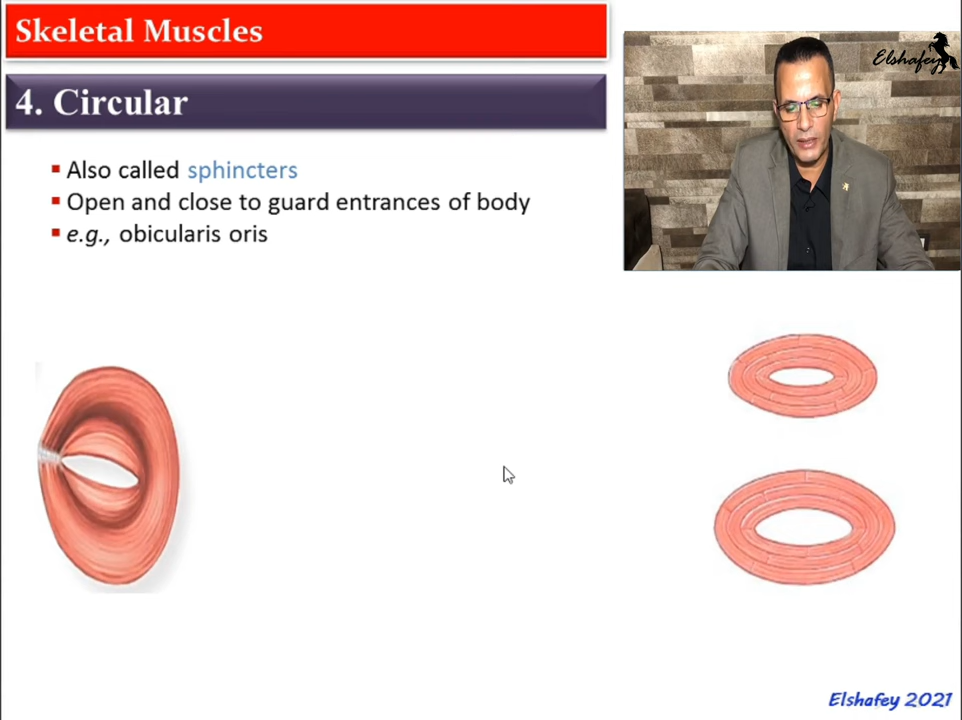 Skeletal Muscles
4. Circular
Also called sphincters
Open and close to guard entrances of body
e.g., obicularis oris
Elshafey
Elshafey 2021